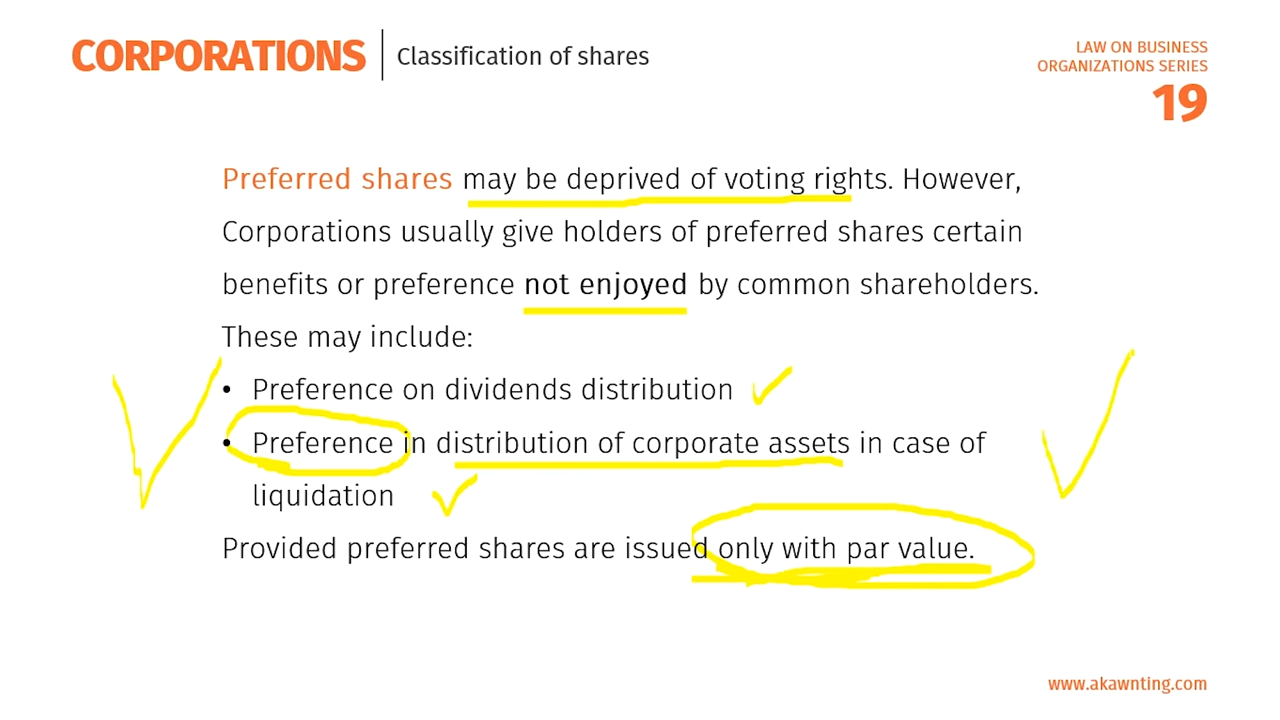 CORPORATIONS
Classification of shares
LAW ON BUSINESS
ORGANIZATIONS SERIES
19
Preferred shares may be deprived of voting rights. However,
Corporations usually give holders of preferred shares certain
benefits or preference not enjoyed by common shareholders.
These may include:
• Preference on dividends distribution
• Preference in distribution of corporate assets in case of
liquidation
Provided preferred shares are issued only with par value.
www.akawnting.com